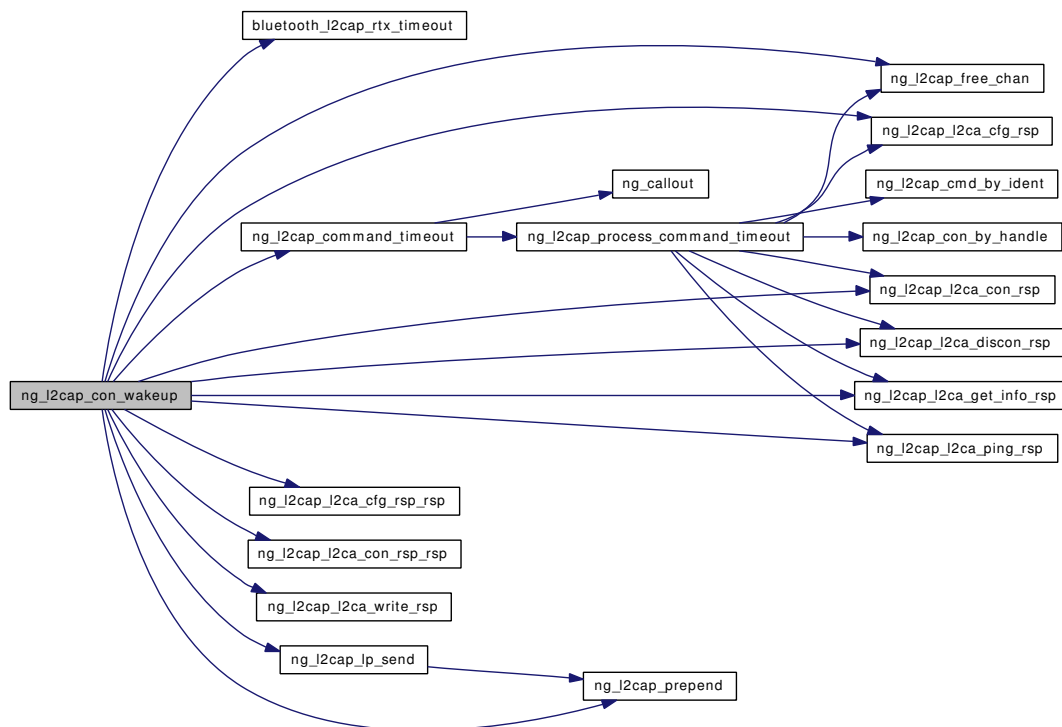 bluetooth_l2cap_rtx_timeout
ng_l2cap_free_chan
ng_l2cap_l2ca_cfg_rsp
ng_callout
ng_l2cap_cmd_by_ident
ng_l2cap_command_timeout
ng_l2cap_process_command_timeout
ng_l2cap_con_by_handle
ng_l2cap_l2ca_con_rsp
ng_l2cap_l2ca_discon_rsp
ng_l2cap_con_wakeup
ng_l2cap_l2ca_get_info_rsp
ng_l2cap_l2ca_ping_rsp
ng_l2cap_l2ca_cfg_rsp_rsp
ng_l2cap_l2ca_con_rsp_rsp
ng_l2cap_l2ca_write_rsp
ng_l2cap_lp_send
ng_l2cap_prepend